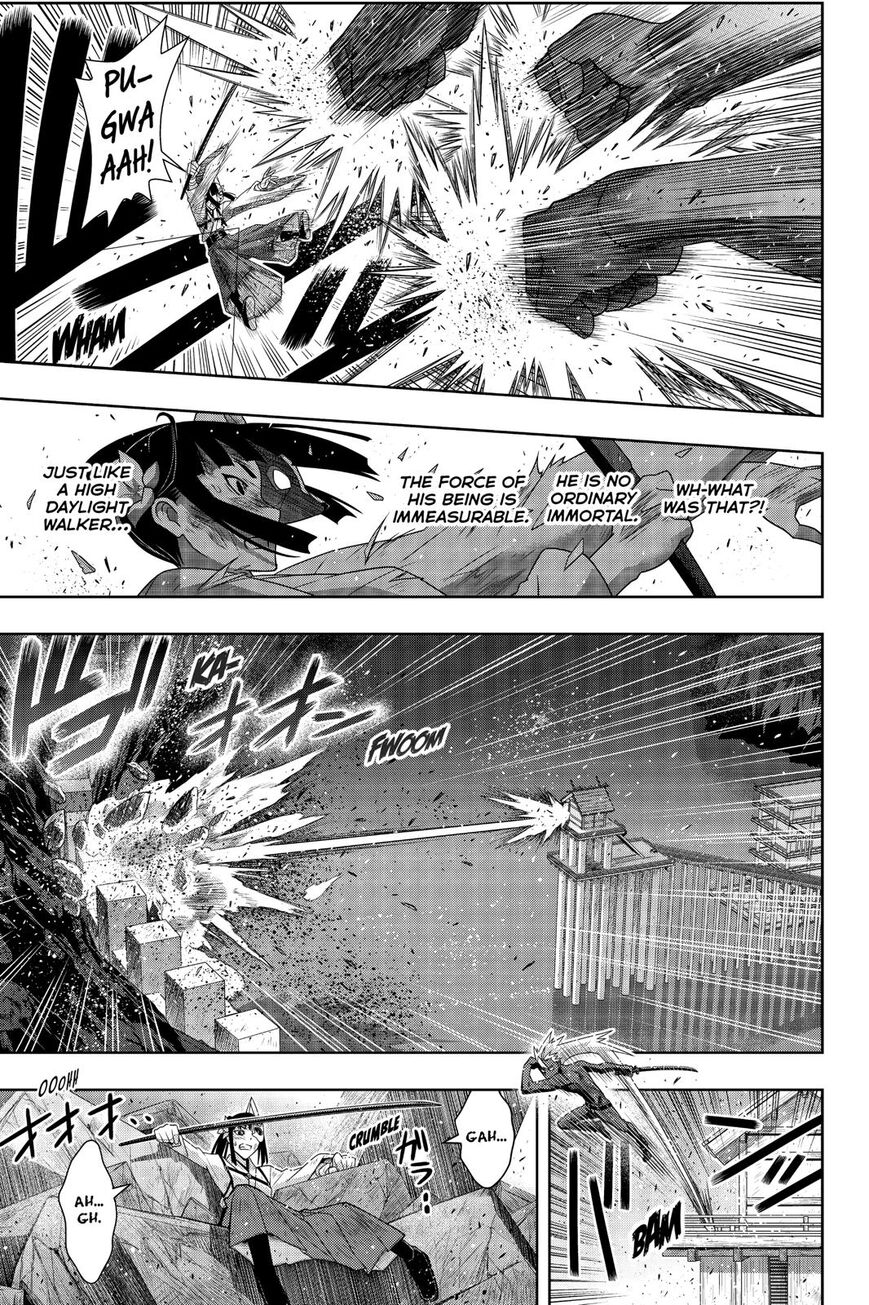 PU-
GWA
AAH!
WHAM
WH-WHAT
WAS THAT?!
HE IS NO
ORDINARY
IMMORTAL.
THE FORCE OF
HIS BEING IS
IMMEASURABLE.
JUST LIKE
A HIGH
DAYLIGHT
WALKER...
ドゴ
KA-
オオン
FWOOM
BAM
GAH...
CRUMBLE
ガラ..
OOOHH
オオオ
AH...
GH.